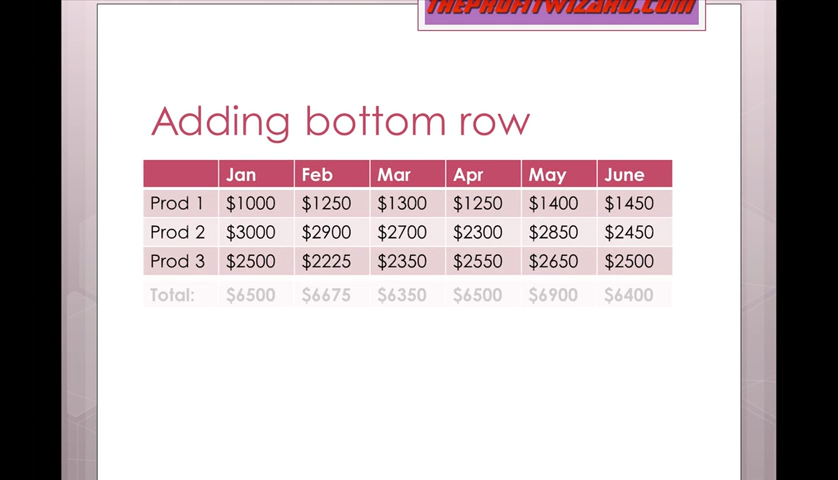 THEPROFITWIZARD.COM
Adding bottom row
Jan Feb Mar Apr May June
Prod 1 $1000 $1250 $1300 $1250 $1400 $1450
Prod 2 $3000 $2900 $2700 $2300 $2850 $2450
Prod 3 $2500 $2225 $2350 $2550 $2650 $2500
Total: $6500 $6675 $6350 $6500 $6900 $6400